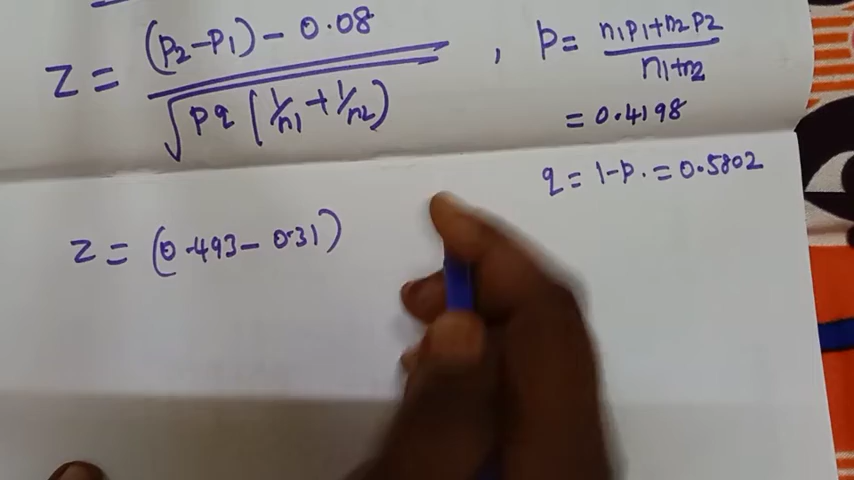 Z = (p₂-p₁) - 0.08 / √pq (1/n₁ + 1/n₂) , p = n₁p₁+n₂p₂ / n₁+n₂
= 0.4198
q = 1-p. = 0.5802
Z = (0.493 - 0.31)